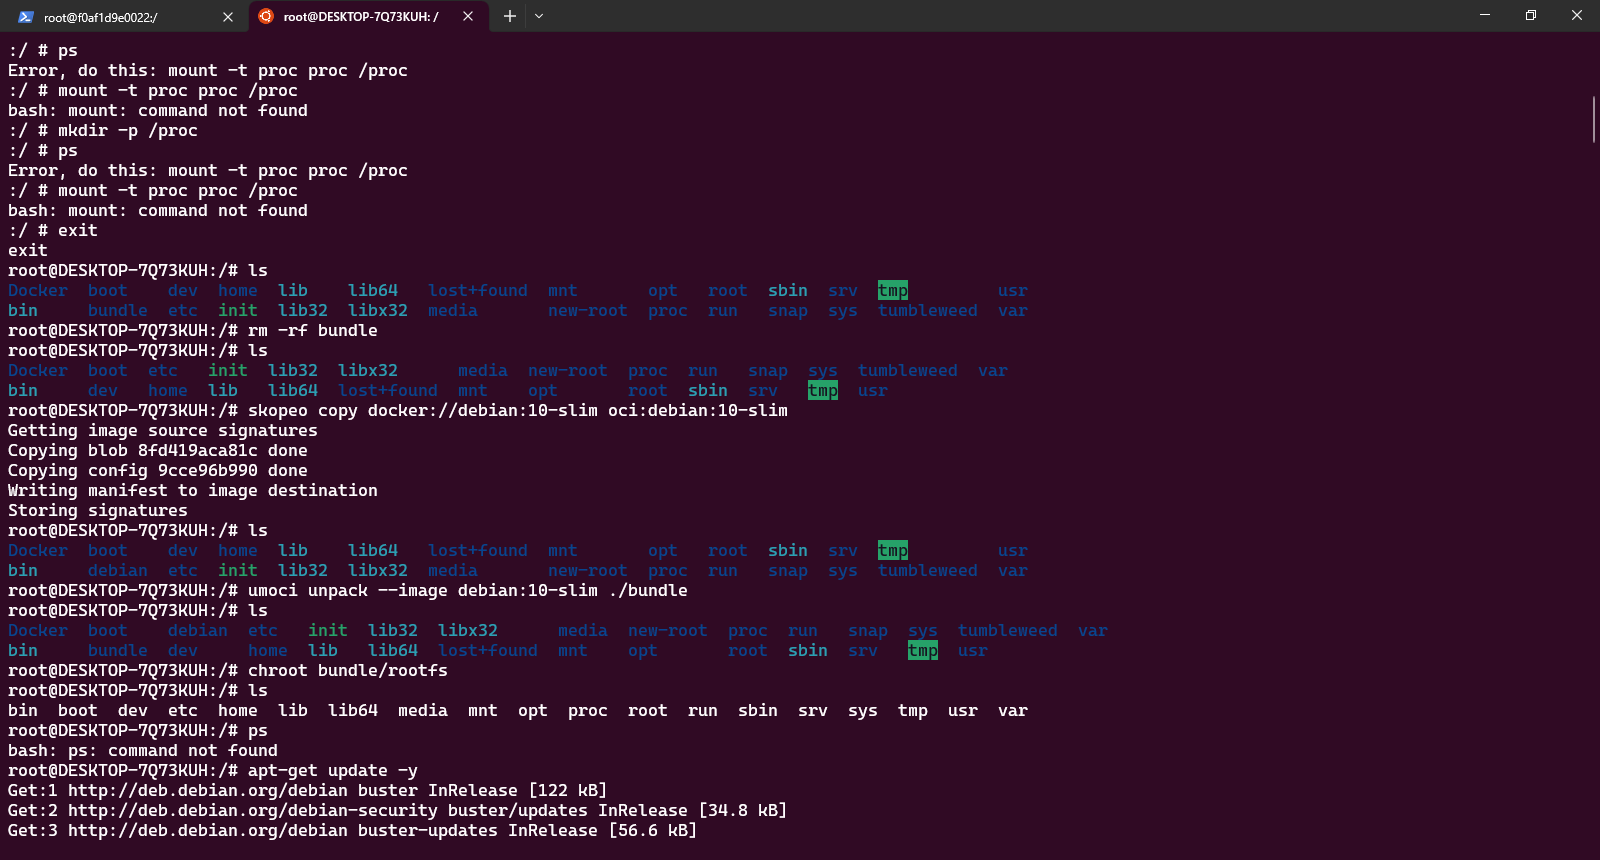 root@f0af1d9e0022:/
root@DESKTOP-7Q73KUH: /
:/ # ps
Error, do this: mount -t proc proc /proc
:/ # mount -t proc proc /proc
bash: mount: command not found
:/ # mkdir -p /proc
:/ # ps
Error, do this: mount -t proc proc /proc
:/ # mount -t proc proc /proc
bash: mount: command not found
:/ # exit
exit
root@DESKTOP-7Q73KUH:/# ls
Docker  boot    dev  home  lib    lib64   lost+found  mnt       opt   root  sbin  srv  tmp         usr
bin     bundle  etc  init  lib32  libx32  media       new-root  proc  run   snap  sys  tumbleweed  var
root@DESKTOP-7Q73KUH:/# rm -rf bundle
root@DESKTOP-7Q73KUH:/# ls
Docker  boot  etc   init  lib32  libx32      media  new-root  proc  run   snap  sys  tumbleweed  var
bin     dev   home  lib   lib64  lost+found  mnt    opt       root  sbin  srv   tmp  usr
root@DESKTOP-7Q73KUH:/# skopeo copy docker://debian:10-slim oci:debian:10-slim
Getting image source signatures
Copying blob 8fd419aca81c done
Copying config 9cce96b990 done
Writing manifest to image destination
Storing signatures
root@DESKTOP-7Q73KUH:/# ls
Docker  boot    dev  home  lib    lib64   lost+found  mnt       opt   root  sbin  srv  tmp         usr
bin     debian  etc  init  lib32  libx32  media       new-root  proc  run   snap  sys  tumbleweed  var
root@DESKTOP-7Q73KUH:/# umoci unpack --image debian:10-slim ./bundle
root@DESKTOP-7Q73KUH:/# ls
Docker  boot    debian  etc   init  lib32  libx32      media  new-root  proc  run   snap  sys  tumbleweed  var
bin     bundle  dev     home  lib   lib64  lost+found  mnt    opt       root  sbin  srv   tmp  usr
root@DESKTOP-7Q73KUH:/# chroot bundle/rootfs
root@DESKTOP-7Q73KUH:/# ls
bin  boot  dev  etc  home  lib  lib64  media  mnt  opt  proc  root  run  sbin  srv  sys  tmp  usr  var
root@DESKTOP-7Q73KUH:/# ps
bash: ps: command not found
root@DESKTOP-7Q73KUH:/# apt-get update -y
Get:1 http://deb.debian.org/debian buster InRelease [122 kB]
Get:2 http://deb.debian.org/debian-security buster/updates InRelease [34.8 kB]
Get:3 http://deb.debian.org/debian buster-updates InRelease [56.6 kB]